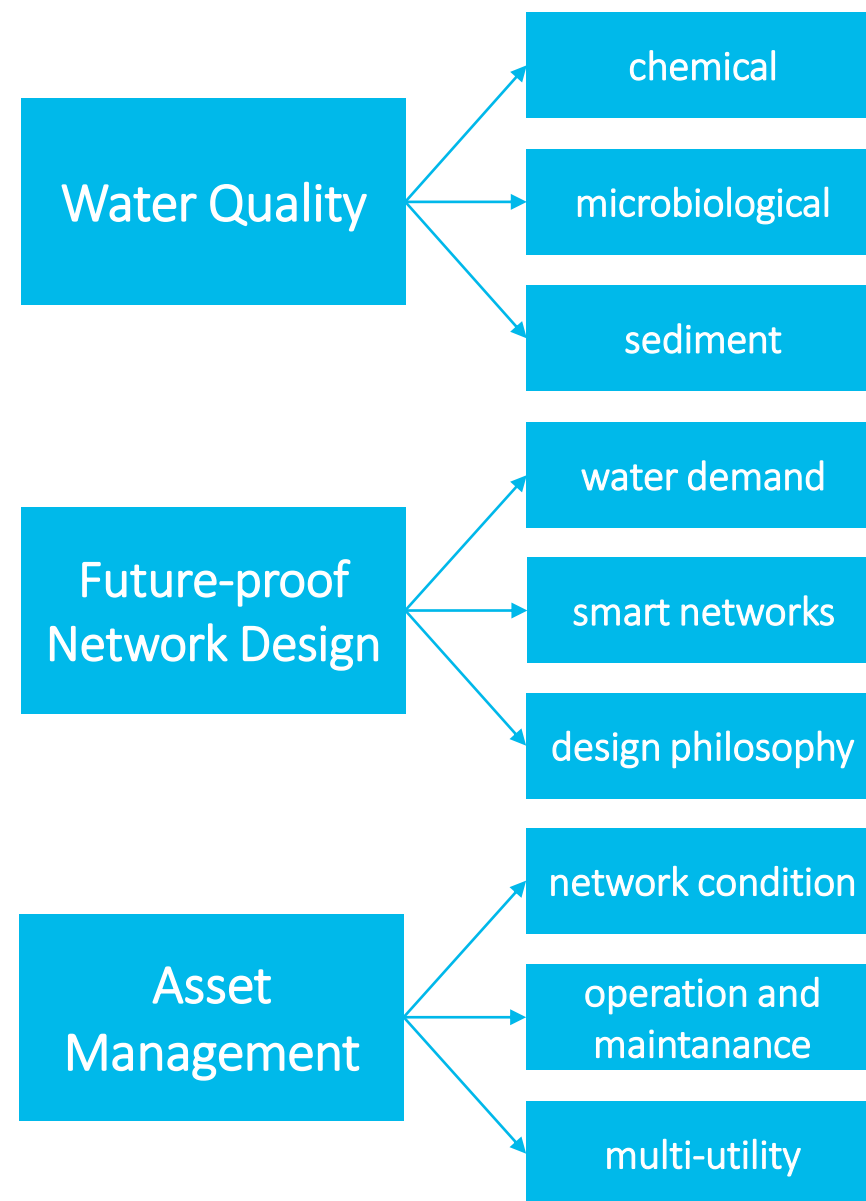 Water Quality
chemical
microbiological
sediment
Future-proof
Network Design
water demand
smart networks
design philosophy
Asset
Management
network condition
operation and
maintanance
multi-utility